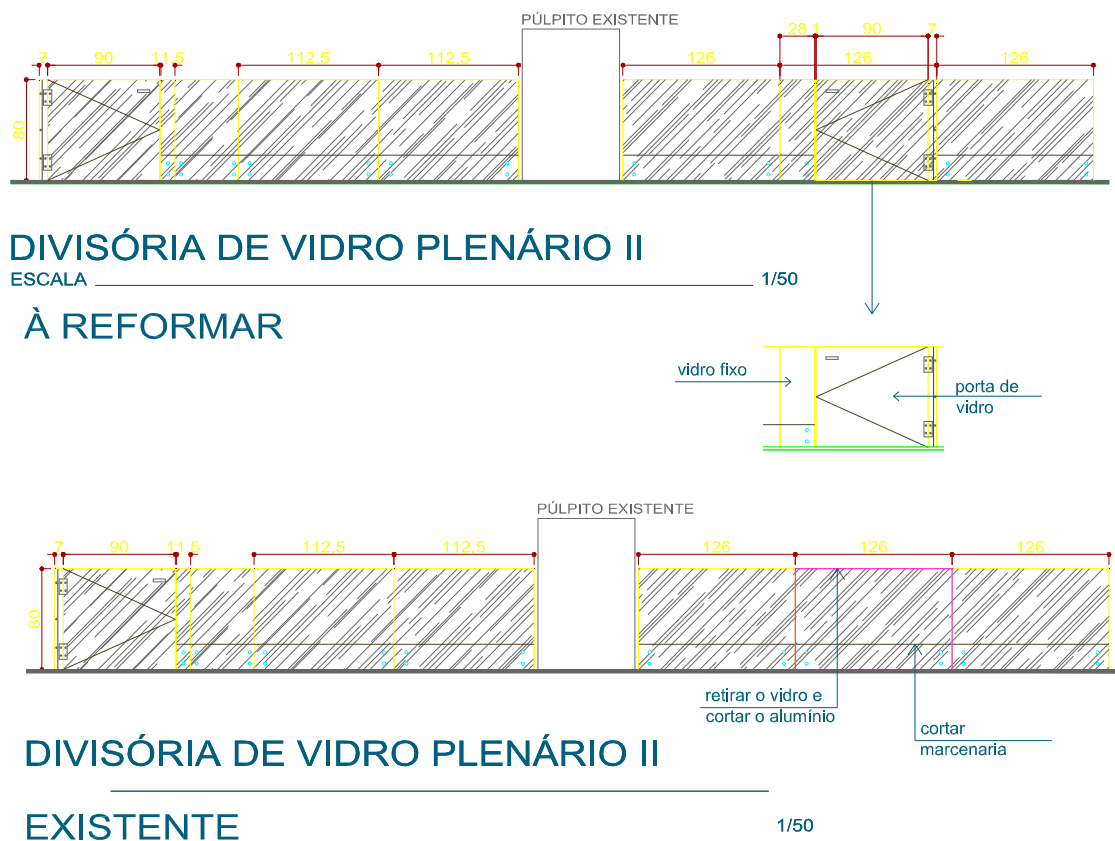 PÚLPITO EXISTENTE
28,1 90 7
7 90 11,5 112,5 112,5 126 126 126
80
DIVISÓRIA DE VIDRO PLENÁRIO II
ESCALA 1/50
À REFORMAR
vidro fixo
porta de
vidro
PÚLPITO EXISTENTE
7 90 11,5 112,5 112,5 126 126 126
80
retirar o vidro e
cortar o alumínio
cortar
marcenaria
DIVISÓRIA DE VIDRO PLENÁRIO II
EXISTENTE 1/50